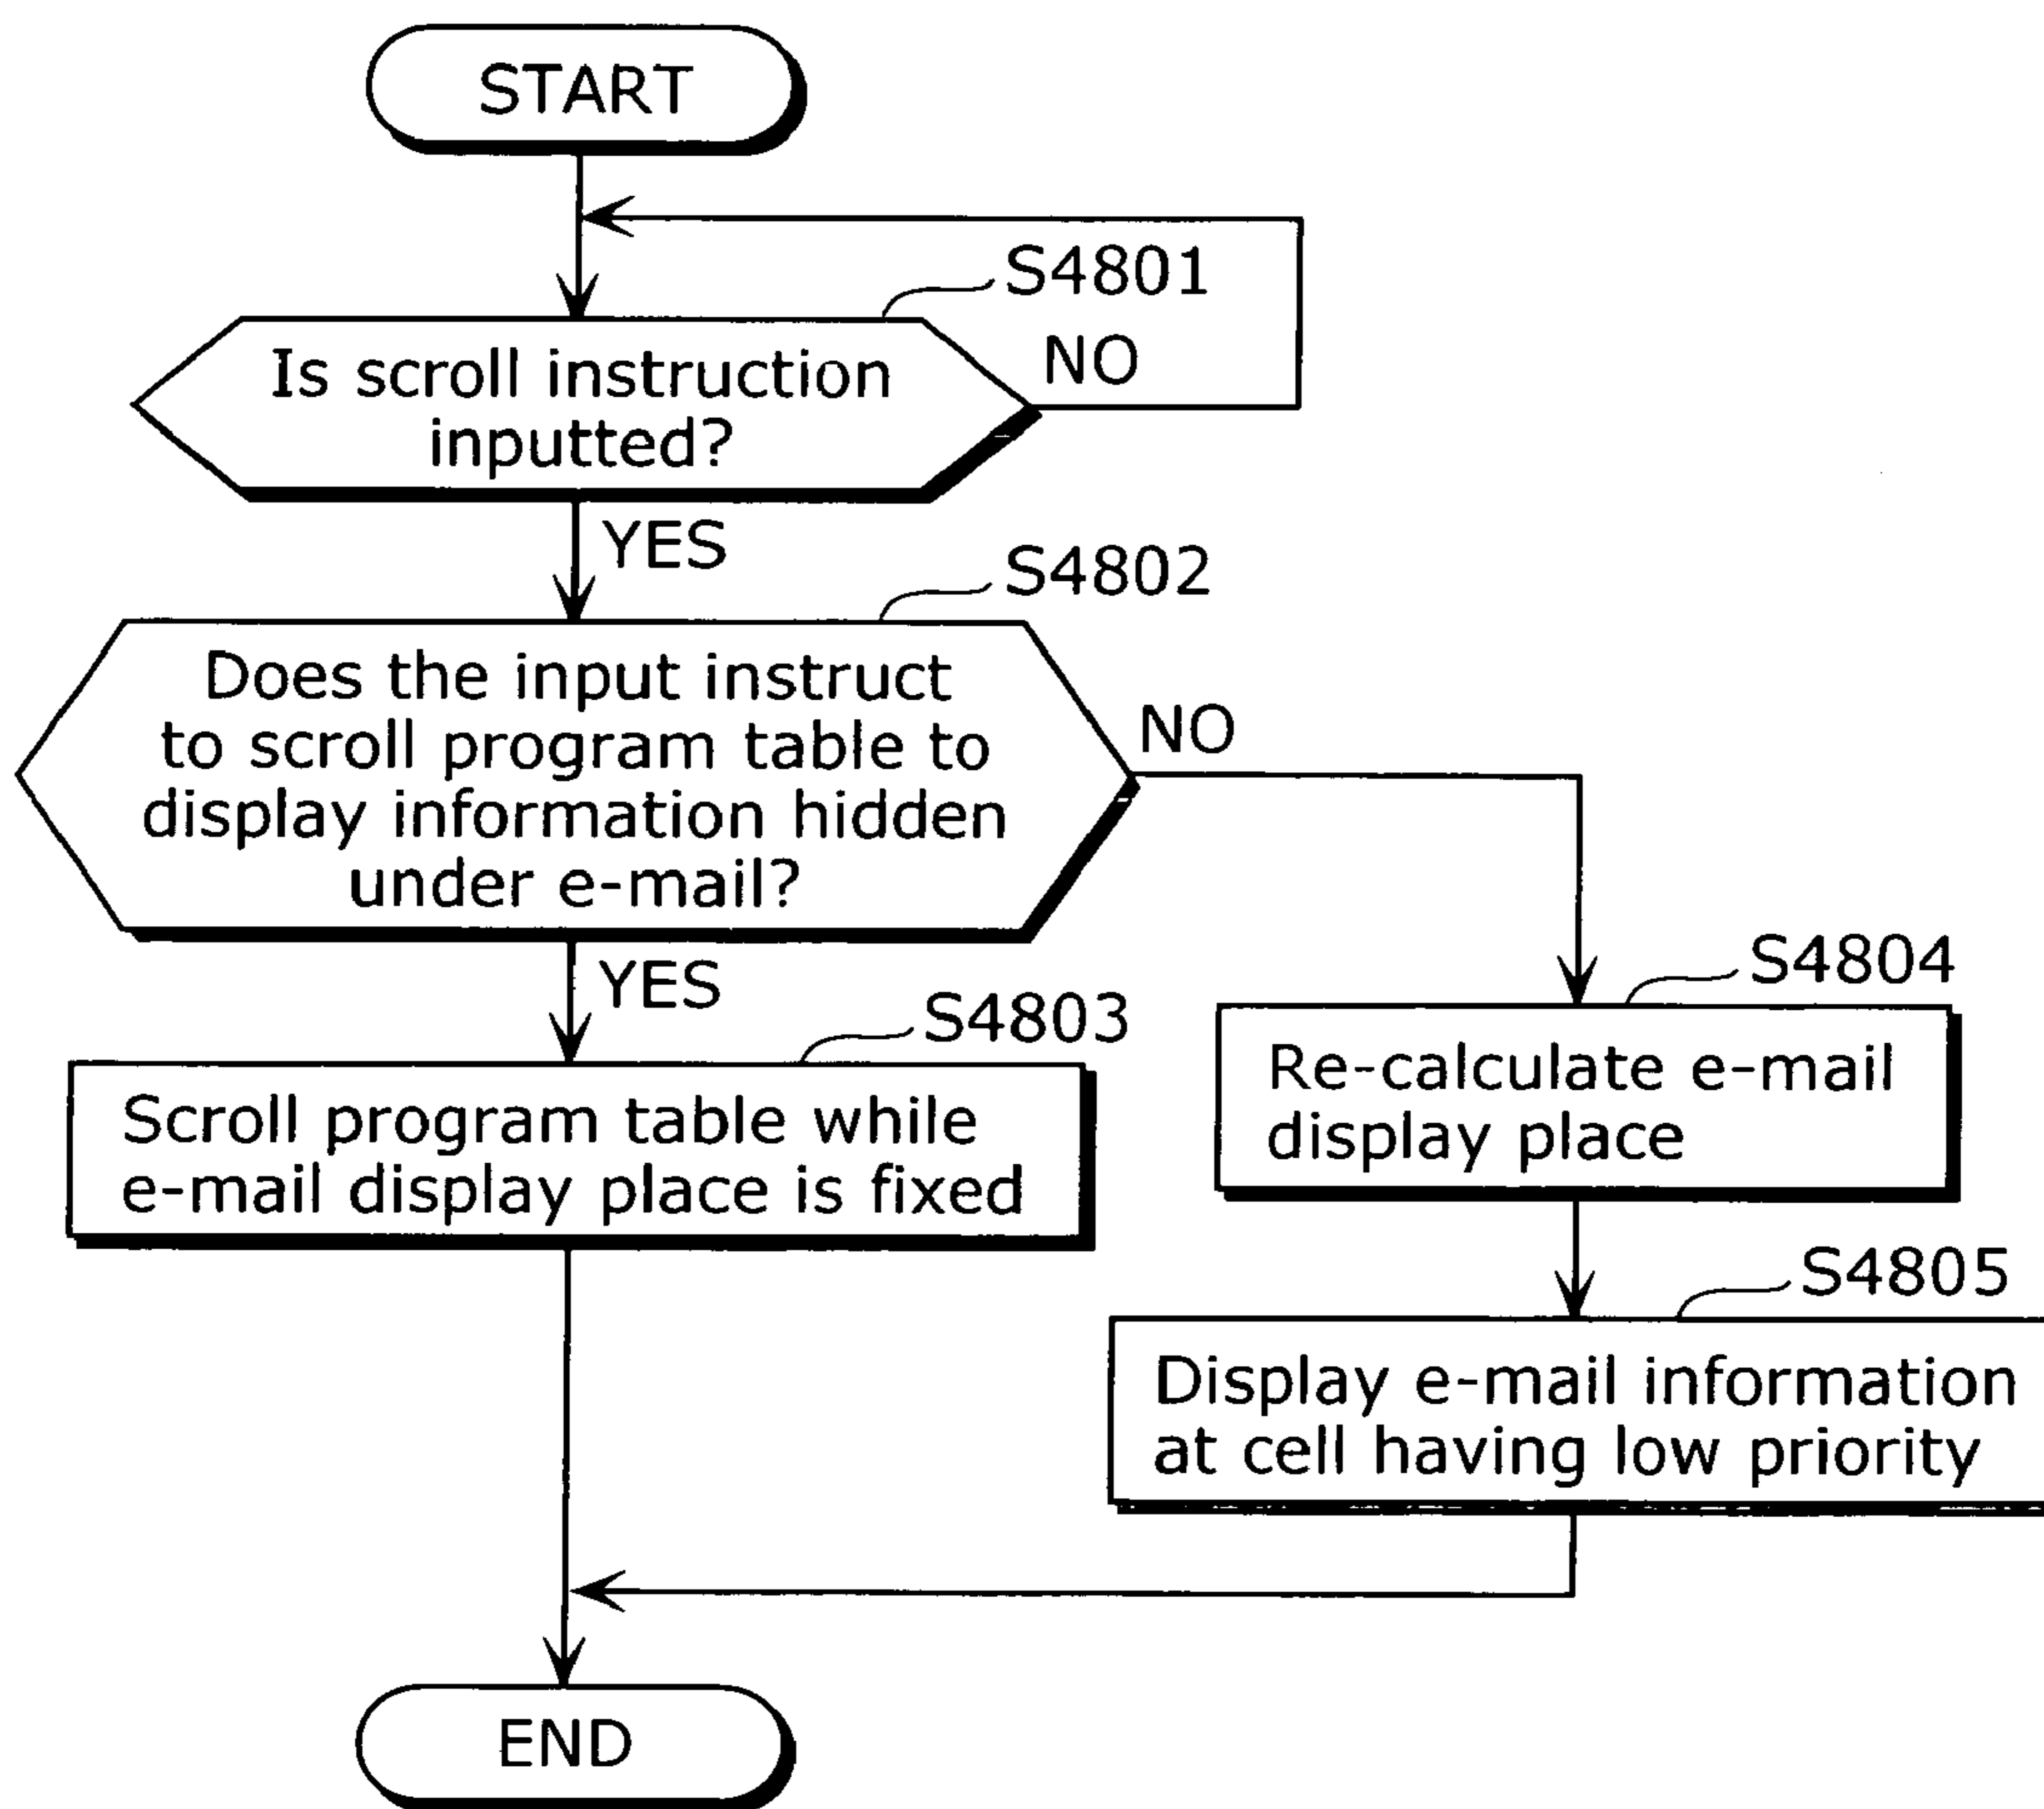 START
S4801
Is scroll instruction
inputted?
NO
YES
S4802
Does the input instruct
to scroll program table to
display information hidden
under e-mail?
NO
YES
S4803
Scroll program table while
e-mail display place is fixed
S4804
Re-calculate e-mail
display place
S4805
Display e-mail information
at cell having low priority
END